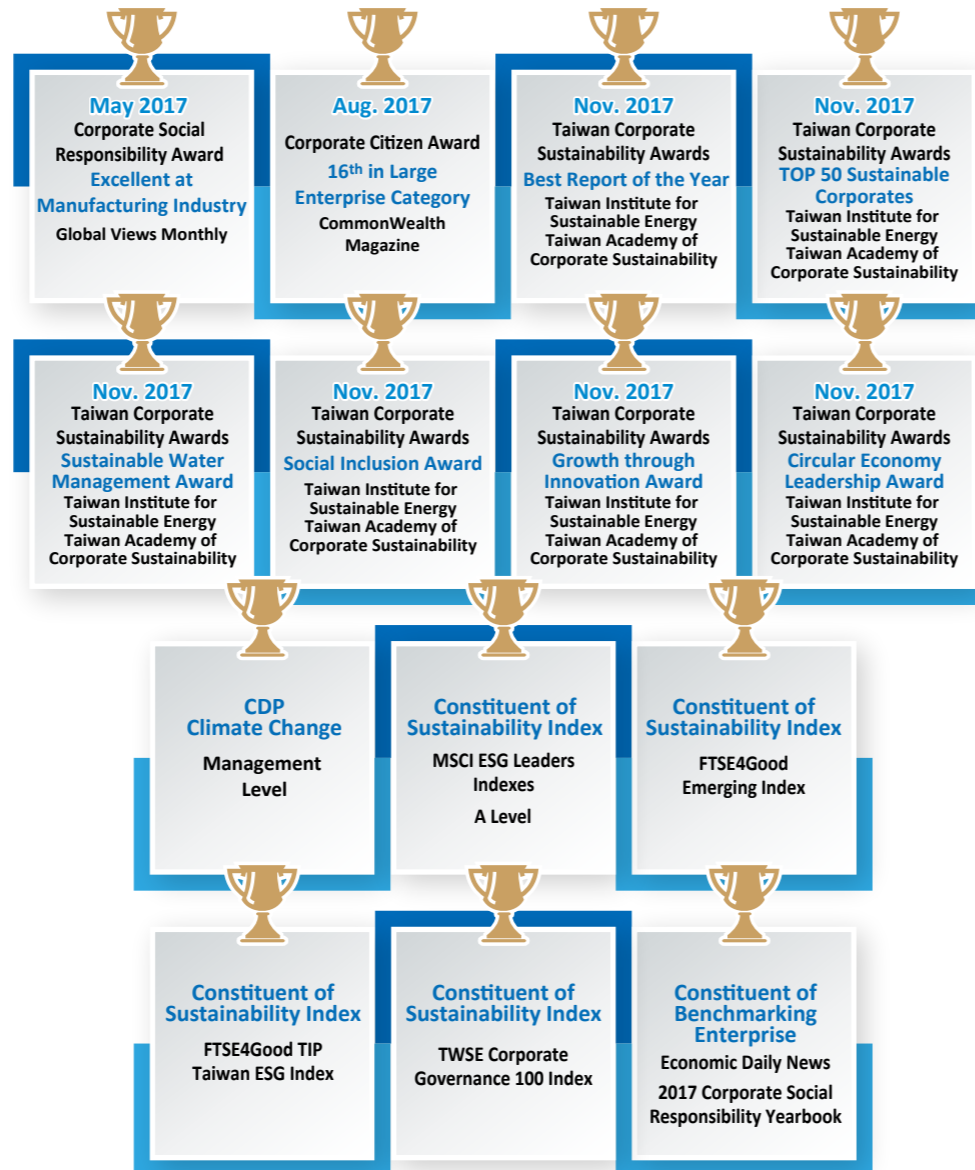 May 2017
Corporate Social
Responsibility Award
Excellent at
Manufacturing Industry
Global Views Monthly
Aug. 2017
Corporate Citizen Award
16th in Large
Enterprise Category
CommonWealth
Magazine
Nov. 2017
Taiwan Corporate
Sustainability Awards
Best Report of the Year
Taiwan Institute for
Sustainable Energy
Taiwan Academy of
Corporate Sustainability
Nov. 2017
Taiwan Corporate
Sustainability Awards
TOP 50 Sustainable
Corporates
Taiwan Institute for
Sustainable Energy
Taiwan Academy of
Corporate Sustainability
Nov. 2017
Taiwan Corporate
Sustainability Awards
Sustainable Water
Management Award
Taiwan Institute for
Sustainable Energy
Taiwan Academy of
Corporate Sustainability
Nov. 2017
Taiwan Corporate
Sustainability Awards
Social Inclusion Award
Taiwan Institute for
Sustainable Energy
Taiwan Academy of
Corporate Sustainability
Nov. 2017
Taiwan Corporate
Sustainability Awards
Growth through
Innovation Award
Taiwan Institute for
Sustainable Energy
Taiwan Academy of
Corporate Sustainability
Nov. 2017
Taiwan Corporate
Sustainability Awards
Circular Economy
Leadership Award
Taiwan Institute for
Sustainable Energy
Taiwan Academy of
Corporate Sustainability
CDP
Climate Change
Management
Level
Constituent of
Sustainability Index
MSCI ESG Leaders
Indexes
A Level
Constituent of
Sustainability Index
FTSE4Good
Emerging Index
Constituent of
Sustainability Index
FTSE4Good TIP
Taiwan ESG Index
Constituent of
Sustainability Index
TWSE Corporate
Governance 100 Index
Constituent of
Benchmarking
Enterprise
Economic Daily News
2017 Corporate Social
Responsibility Yearbook